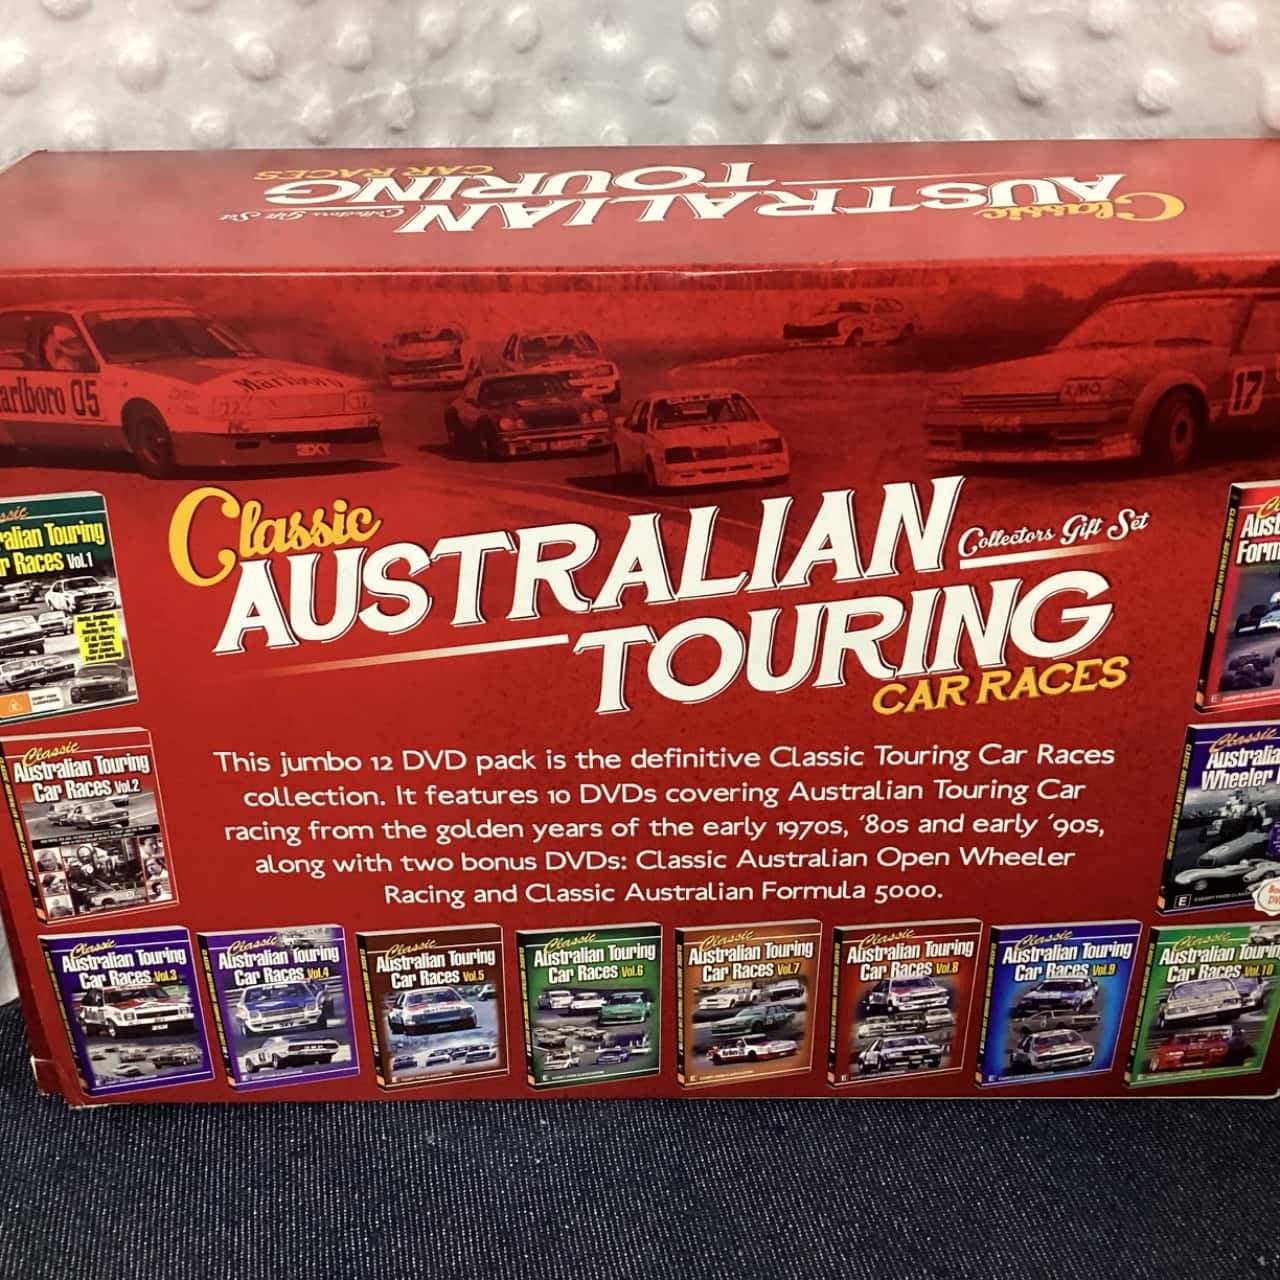 Classic
AUSTRALIAN
TOURING
CAR RACES
Collectors Gift Set
arlboro 05
Marlboro
17
Classic
AUSTRALIAN
Collectors Gift Set
TOURING
CAR RACES
This jumbo 12 DVD pack is the definitive Classic Touring Car Races
collection. It features 10 DVDs covering Australian Touring Car
racing from the golden years of the early 1970s, ‘80s and early ‘90s,
along with two bonus DVDs: Classic Australian Open Wheeler
Racing and Classic Australian Formula 5000.
ssic
ralian Touring
r Races Vol.1
Classic
Australian Touring
Car Races Vol.2
Classic
Australian Touring
Car Races Vol.3
Classic
Australian Touring
Car Races Vol.4
Classic
Australian Touring
Car Races Vol.5
Classic
Australian Touring
Car Races Vol.6
Classic
Australian Touring
Car Races Vol.7
Classic
Australian Touring
Car Races Vol.8
Classic
Australian Touring
Car Races Vol.9
Classic
Australian Touring
Car Races Vol.10
Aust
Form
Classic
Australia
Wheeler
E